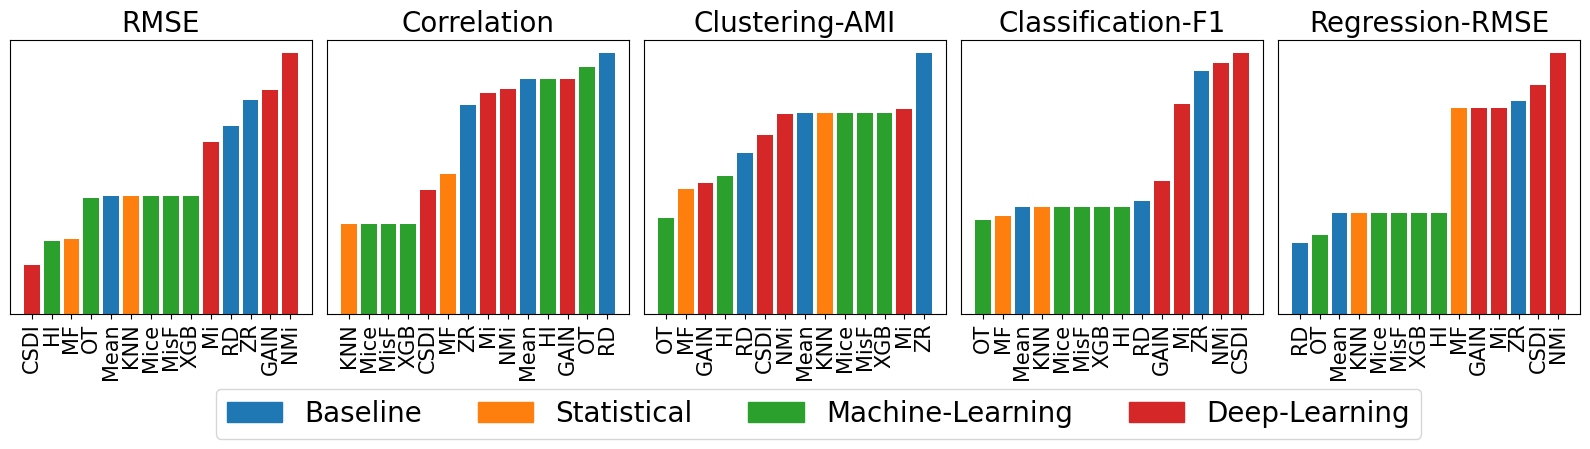 RMSE
Correlation
Clustering-AMI
Classification-F1
Regression-RMSE
CSDI
HI
MF
OT
Mean
KNN
Mice
MisF
XGB
Mi
RD
ZR
GAIN
NMi
KNN
Mice
MisF
XGB
CSDI
MF
ZR
Mi
NMi
Mean
HI
GAIN
OT
RD
OT
MF
GAIN
HI
RD
CSDI
NMi
Mean
KNN
Mice
MisF
XGB
Mi
ZR
OT
MF
Mean
KNN
Mice
MisF
XGB
HI
RD
GAIN
Mi
ZR
NMi
CSDI
RD
OT
Mean
KNN
Mice
MisF
XGB
HI
MF
GAIN
Mi
ZR
CSDI
NMi
Baseline
Statistical
Machine-Learning
Deep-Learning